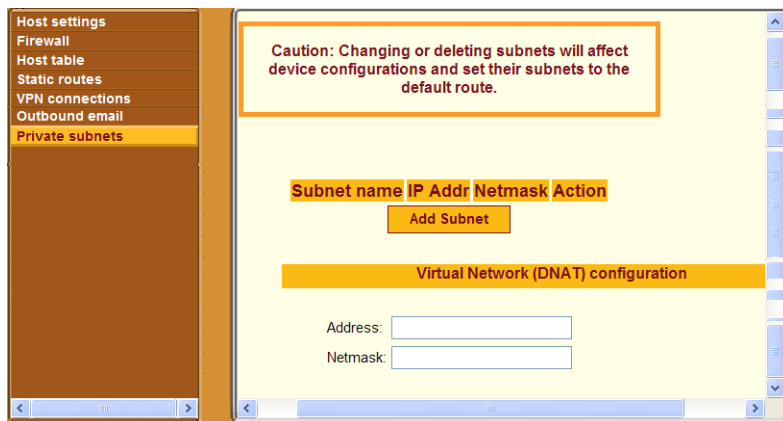 Host settings
Firewall
Host table
Static routes
VPN connections
Outbound email
Private subnets
Caution: Changing or deleting subnets will affect
device configurations and set their subnets to the
default route.
Subnet name IP Addr Netmask Action
Add Subnet
Virtual Network (DNAT) configuration
Address:
Netmask: